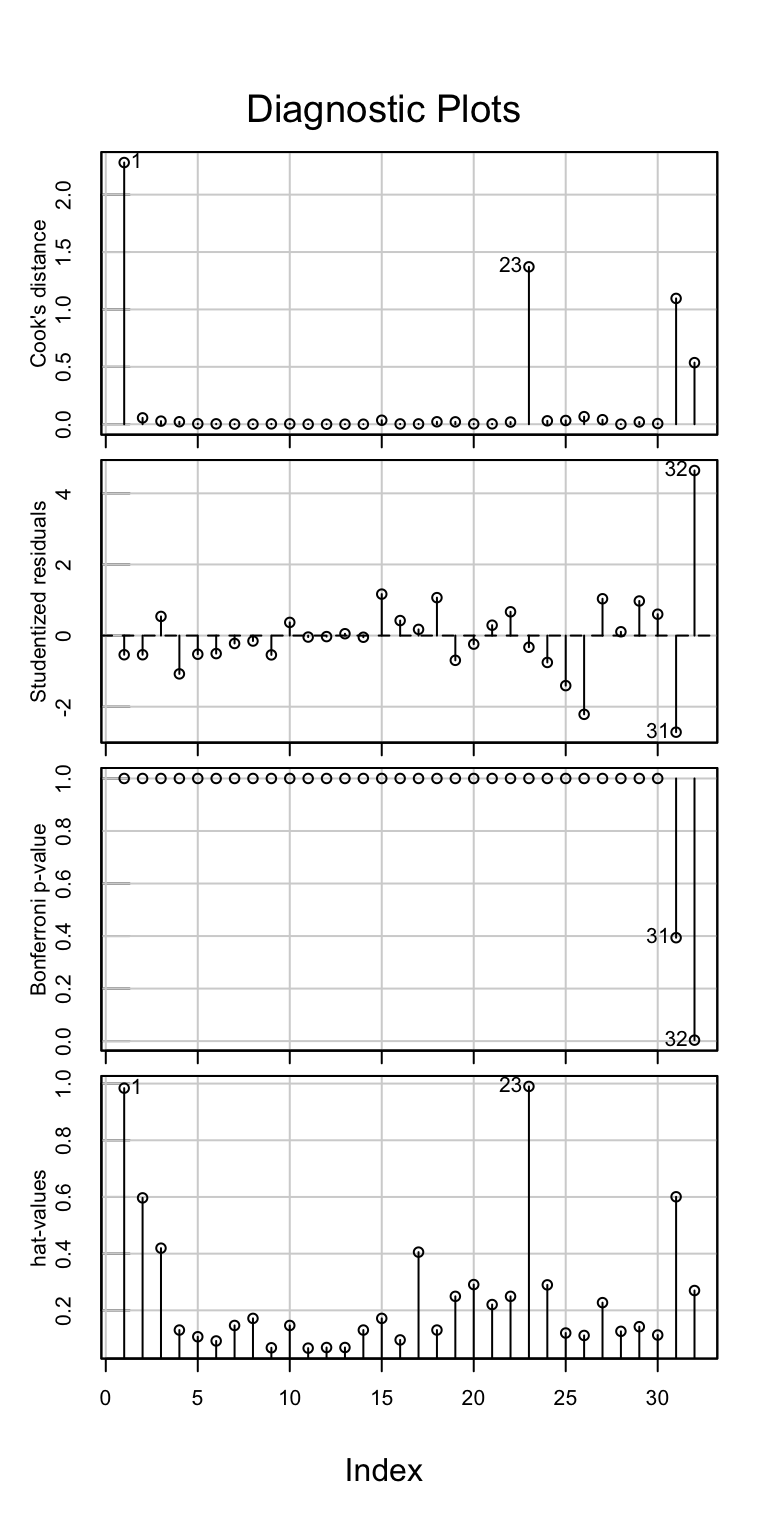 Diagnostic Plots
Cook's distance
0.0 0.5 1.0 1.5 2.0
1
23
Studentized residuals
-2 0 2 4
32
31
Bonferroni p-value
0.0 0.2 0.4 0.6 0.8 1.0
31
32
hat-values
0.2 0.4 0.6 0.8 1.0
1
23
0 5 10 15 20 25 30
Index